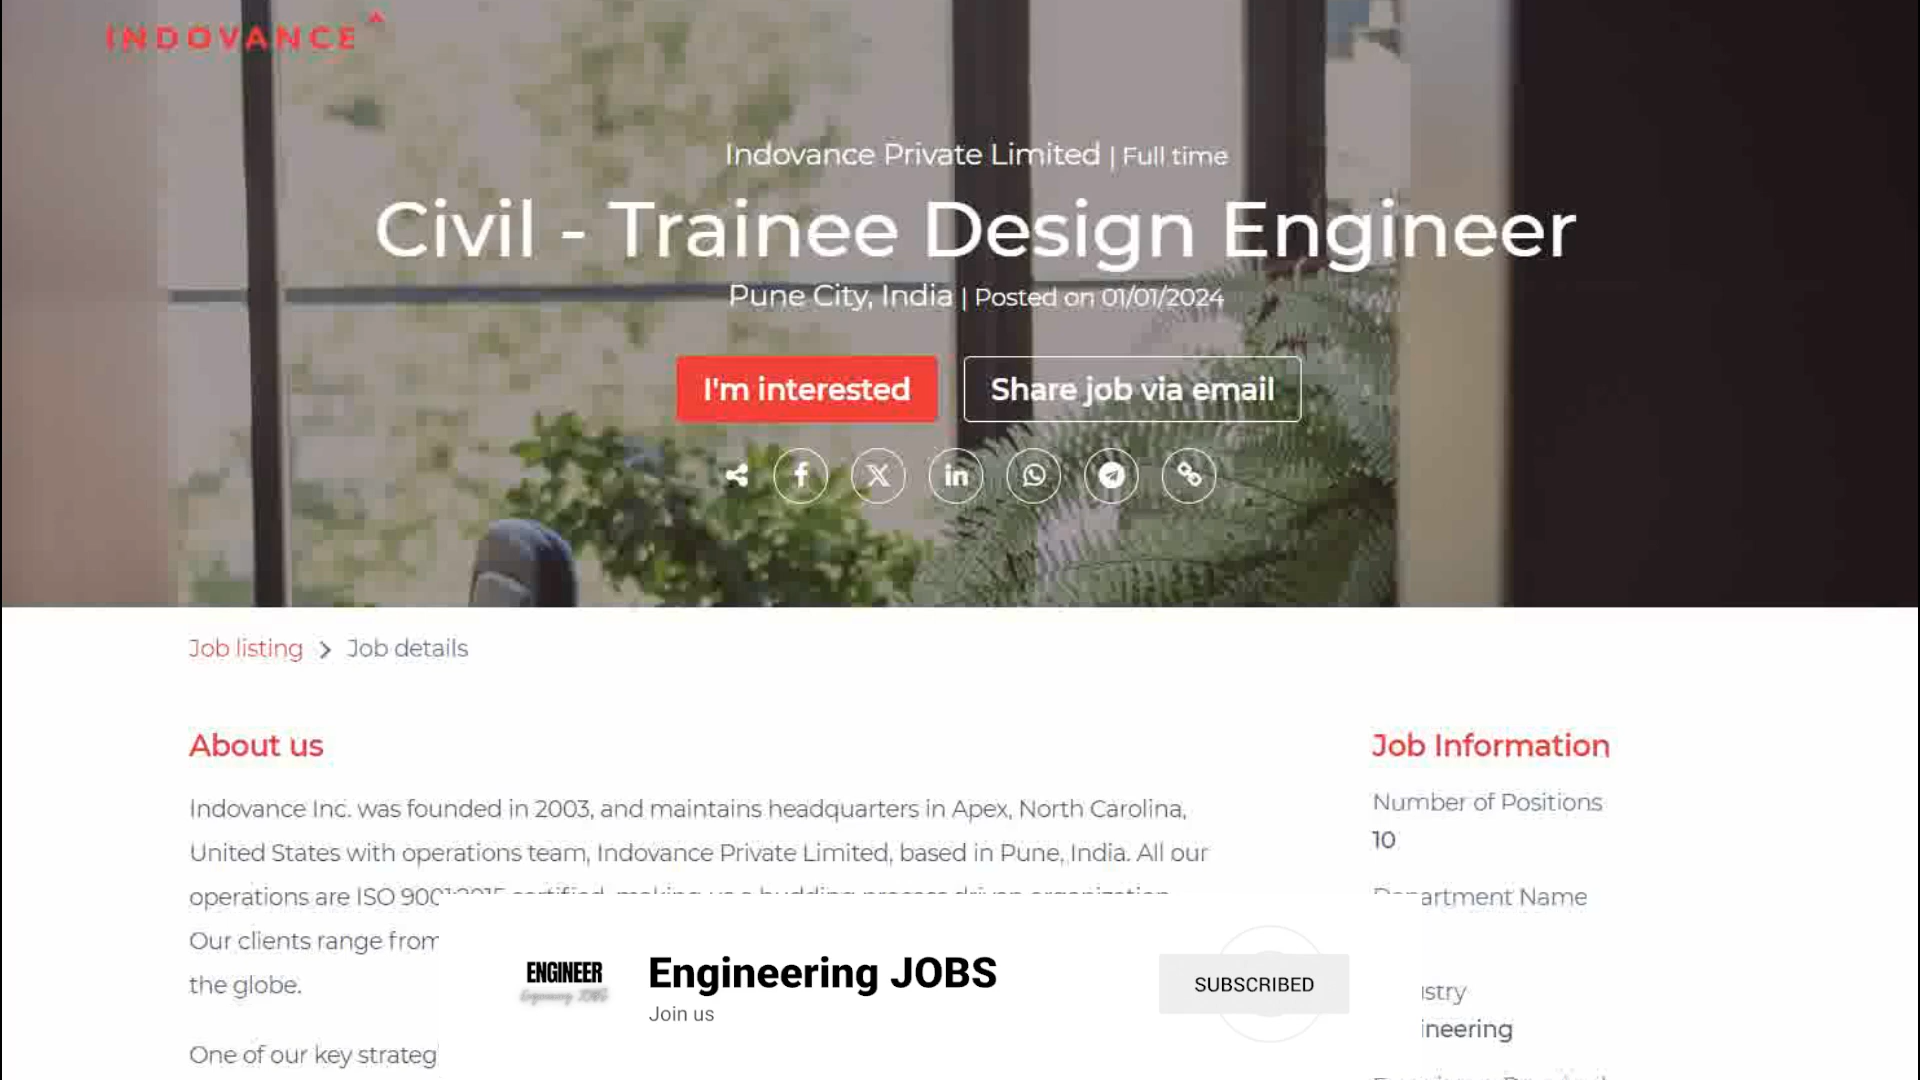 INDOVANCE
Indovance Private Limited | Full time
Civil - Trainee Design Engineer
Pune City, India | Posted on 01/01/2024
I'm interested
Share job via email
Job listing > Job details
About us
Indovance Inc. was founded in 2003, and maintains headquarters in Apex, North Carolina,
United States with operations team, Indovance Private Limited, based in Pune, India. All our
operations are ISO
Our clients range from
the globe.
One of our key
Job Information
Number of Positions
10
Name
ENGINEER
Engineering JOBS
Engineering JOBS
Join us
SUBSCRIBED